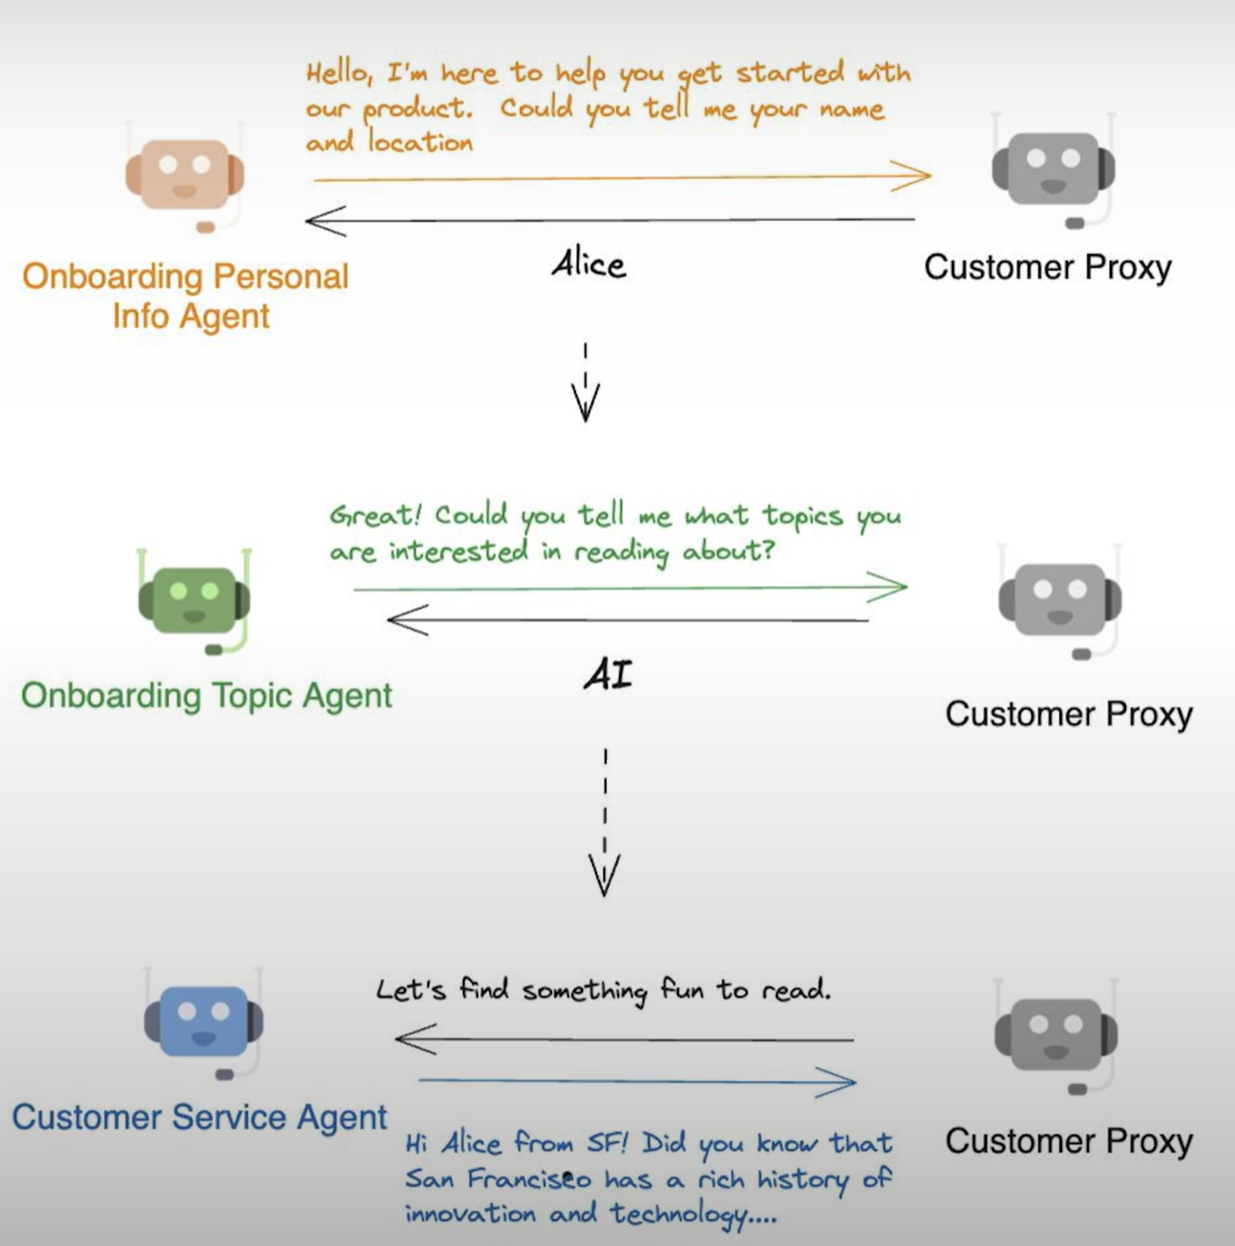 Hello, I'm here to help you get started with
our product. Could you tell me your name
and location
Onboarding Personal
Info Agent
Alice
Customer Proxy
Great! Could you tell me what topics you
are interested in reading about?
Onboarding Topic Agent
AI
Customer Proxy
Let's find something fun to read.
Customer Service Agent
Hi Alice from SF! Did you know that
San Francisco has a rich history of
innovation and technology....
Customer Proxy